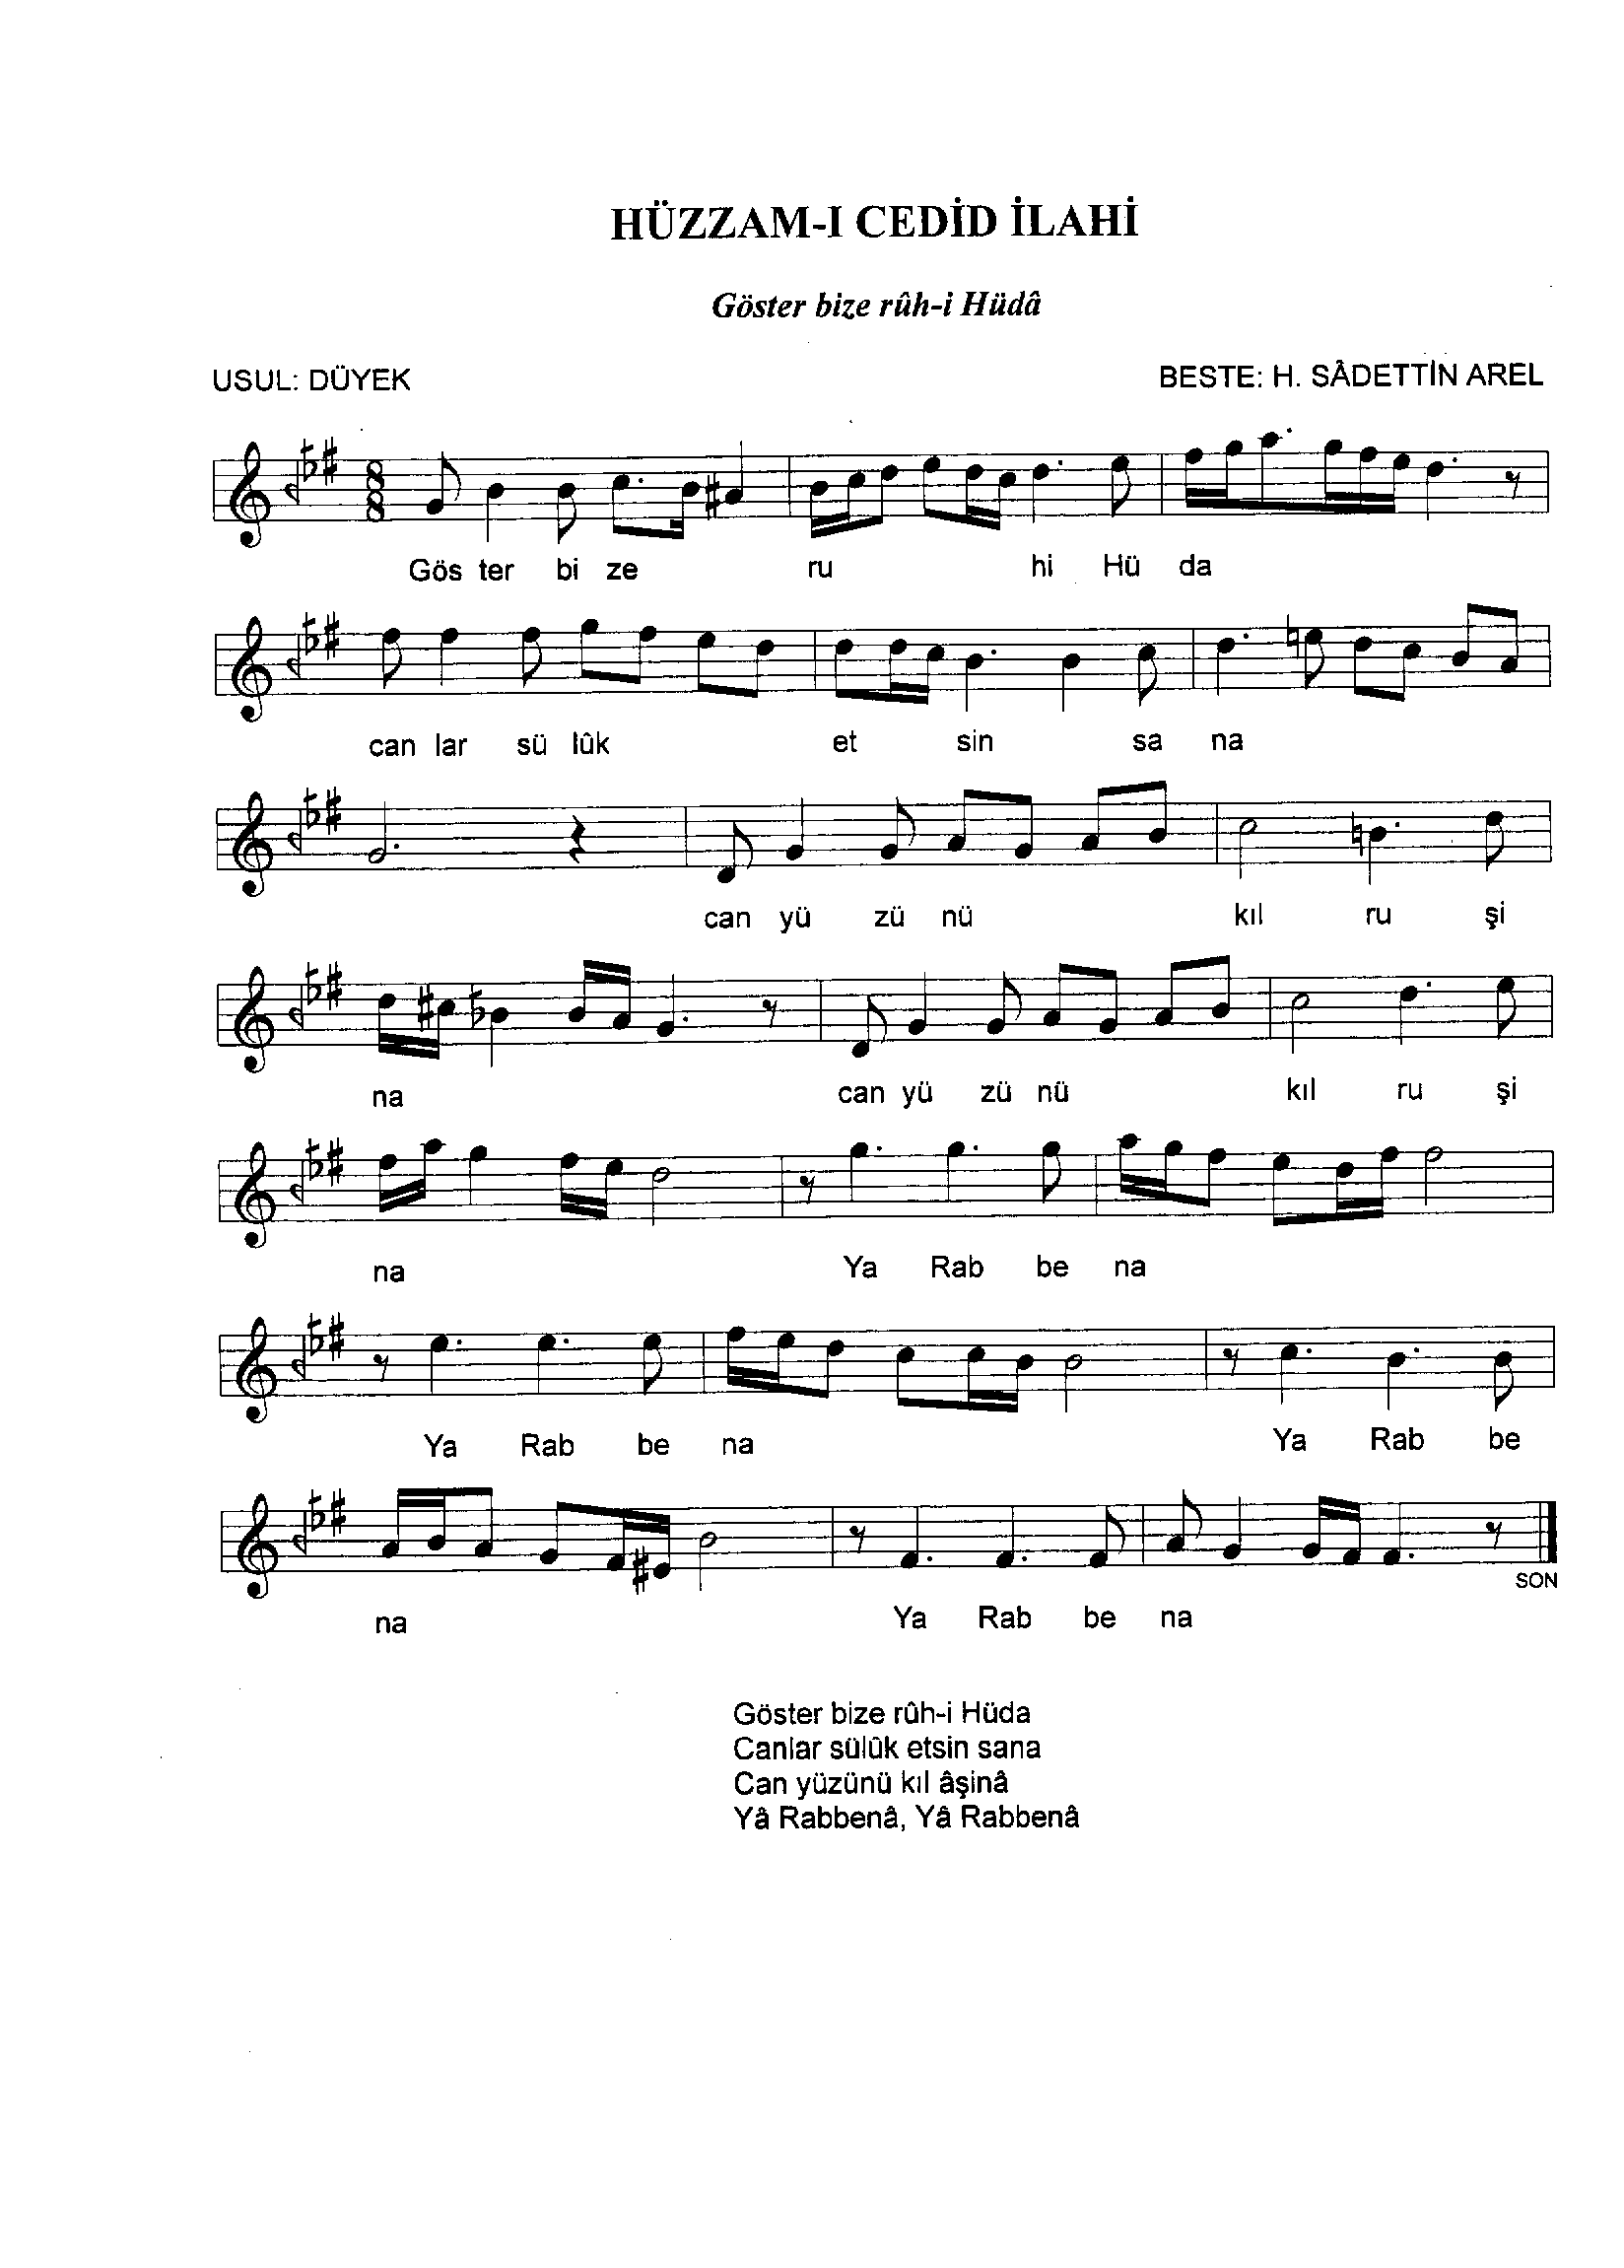 HÜZZAM-I CEDİD İLAHİ
Göster bize rûh-i Hüdâ
USUL: DÜYEK
BESTE: H. SÂDETTİN AREL
8
8
Gös ter bi ze ru hi Hü da
can lar sü lûk et sin sa na
can yü zü nü kıl ru şi
na can yü zü nü kıl ru şi
na Ya Rab be na
Ya Rab be na Ya Rab be
SON
na Ya Rab be na
Göster bize rûh-i Hüda
Canlar sülûk etsin sana
Can yüzünü kıl âşinâ
Yâ Rabbenâ, Yâ Rabbenâ